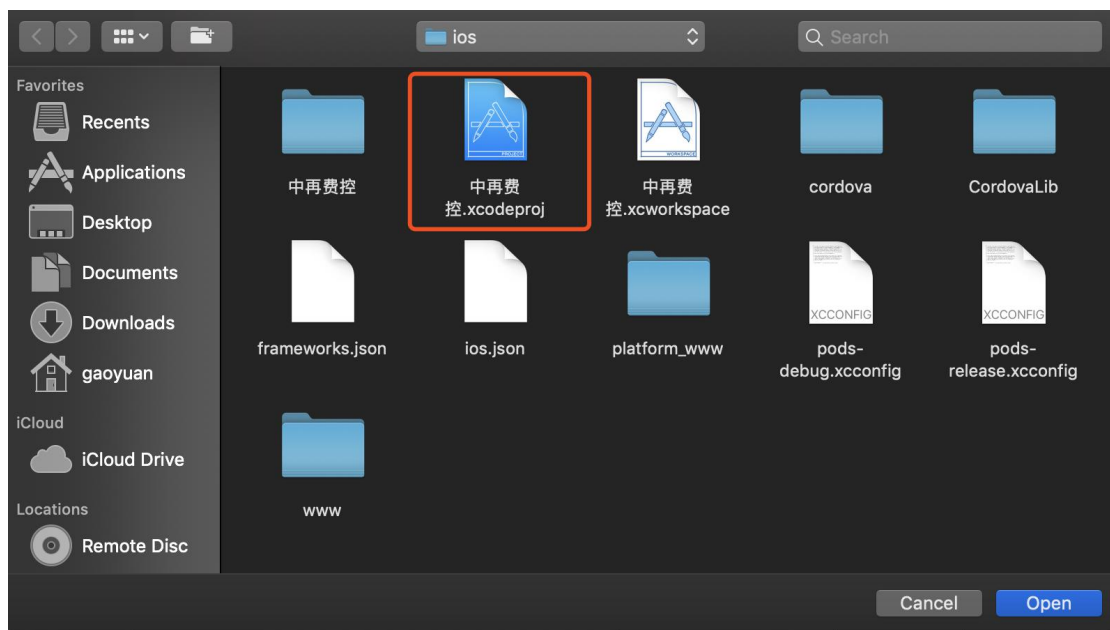 ios
Search
Favorites
Recents
Applications
Desktop
Documents
Downloads
gaoyuan
iCloud
iCloud Drive
Locations
Remote Disc
中再费控
中再费
控.xcodeproj
中再费
控.xcworkspace
cordova
CordovaLib
frameworks.json
ios.json
platform_www
XCCONFIG
pods-
debug.xcconfig
XCCONFIG
pods-
release.xcconfig
www
Cancel
Open